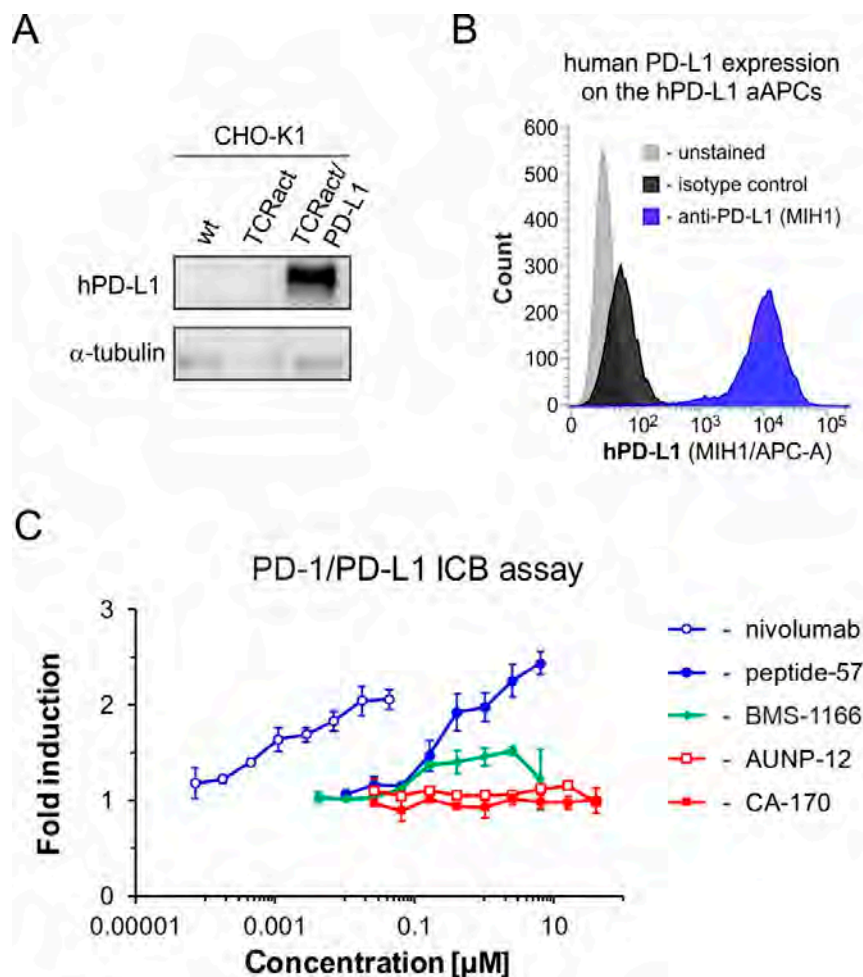 A
CHO-K1
wt
TCRact
TCRact/
PD-L1
hPD-L1
α-tubulin
B
human PD-L1 expression
on the hPD-L1 aAPCs
600
500
400
300
200
100
0
Count
- unstained
- isotype control
- anti-PD-L1 (MIH1)
0 10² 10³ 10⁴ 10⁵
hPD-L1 (MIH1/APC-A)
C
PD-1/PD-L1 ICB assay
3
2
1
0
Fold induction
0.00001 0.001 0.1 10
Concentration [µM]
- nivolumab
- peptide-57
- BMS-1166
- AUNP-12
- CA-170